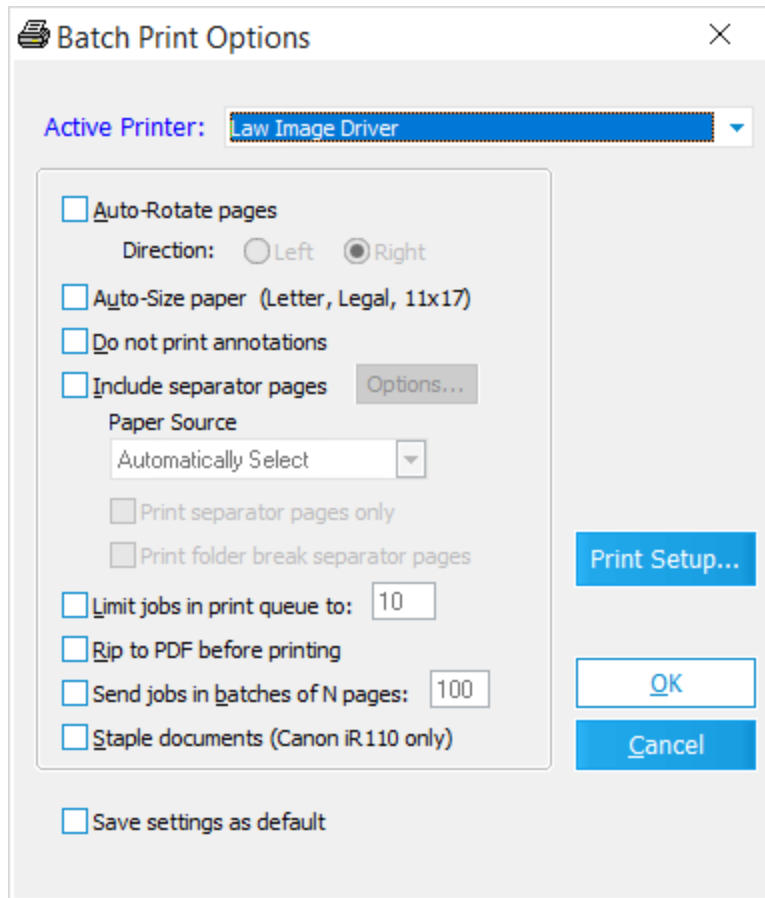 Batch Print Options
Active Printer: Law Image Driver
Auto-Rotate pages
Direction: Left Right
Auto-Size paper (Letter, Legal, 11x17)
Do not print annotations
Include separator pages Options...
Paper Source
Automatically Select
Print separator pages only
Print folder break separator pages
Print Setup...
Limit jobs in print queue to: 10
Rip to PDF before printing
Send jobs in batches of N pages: 100
OK
Staple documents (Canon iR110 only)
Cancel
Save settings as default